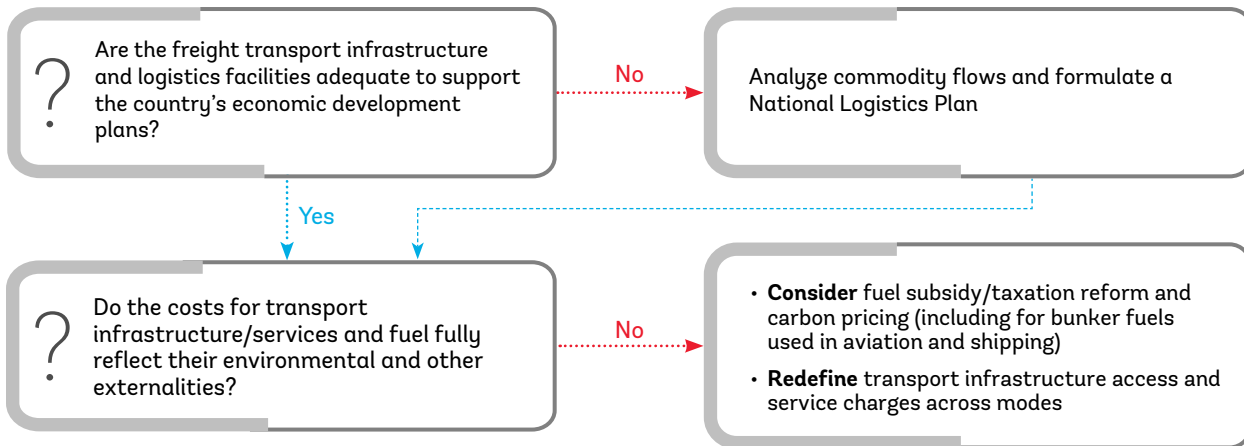 ?
Are the freight transport infrastructure
and logistics facilities adequate to support
the country’s economic development
plans?
No
Analyze commodity flows and formulate a
National Logistics Plan
Yes
?
Do the costs for transport
infrastructure/services and fuel fully
reflect their environmental and other
externalities?
No
• Consider fuel subsidy/taxation reform and
carbon pricing (including for bunker fuels
used in aviation and shipping)
• Redefine transport infrastructure access and
service charges across modes